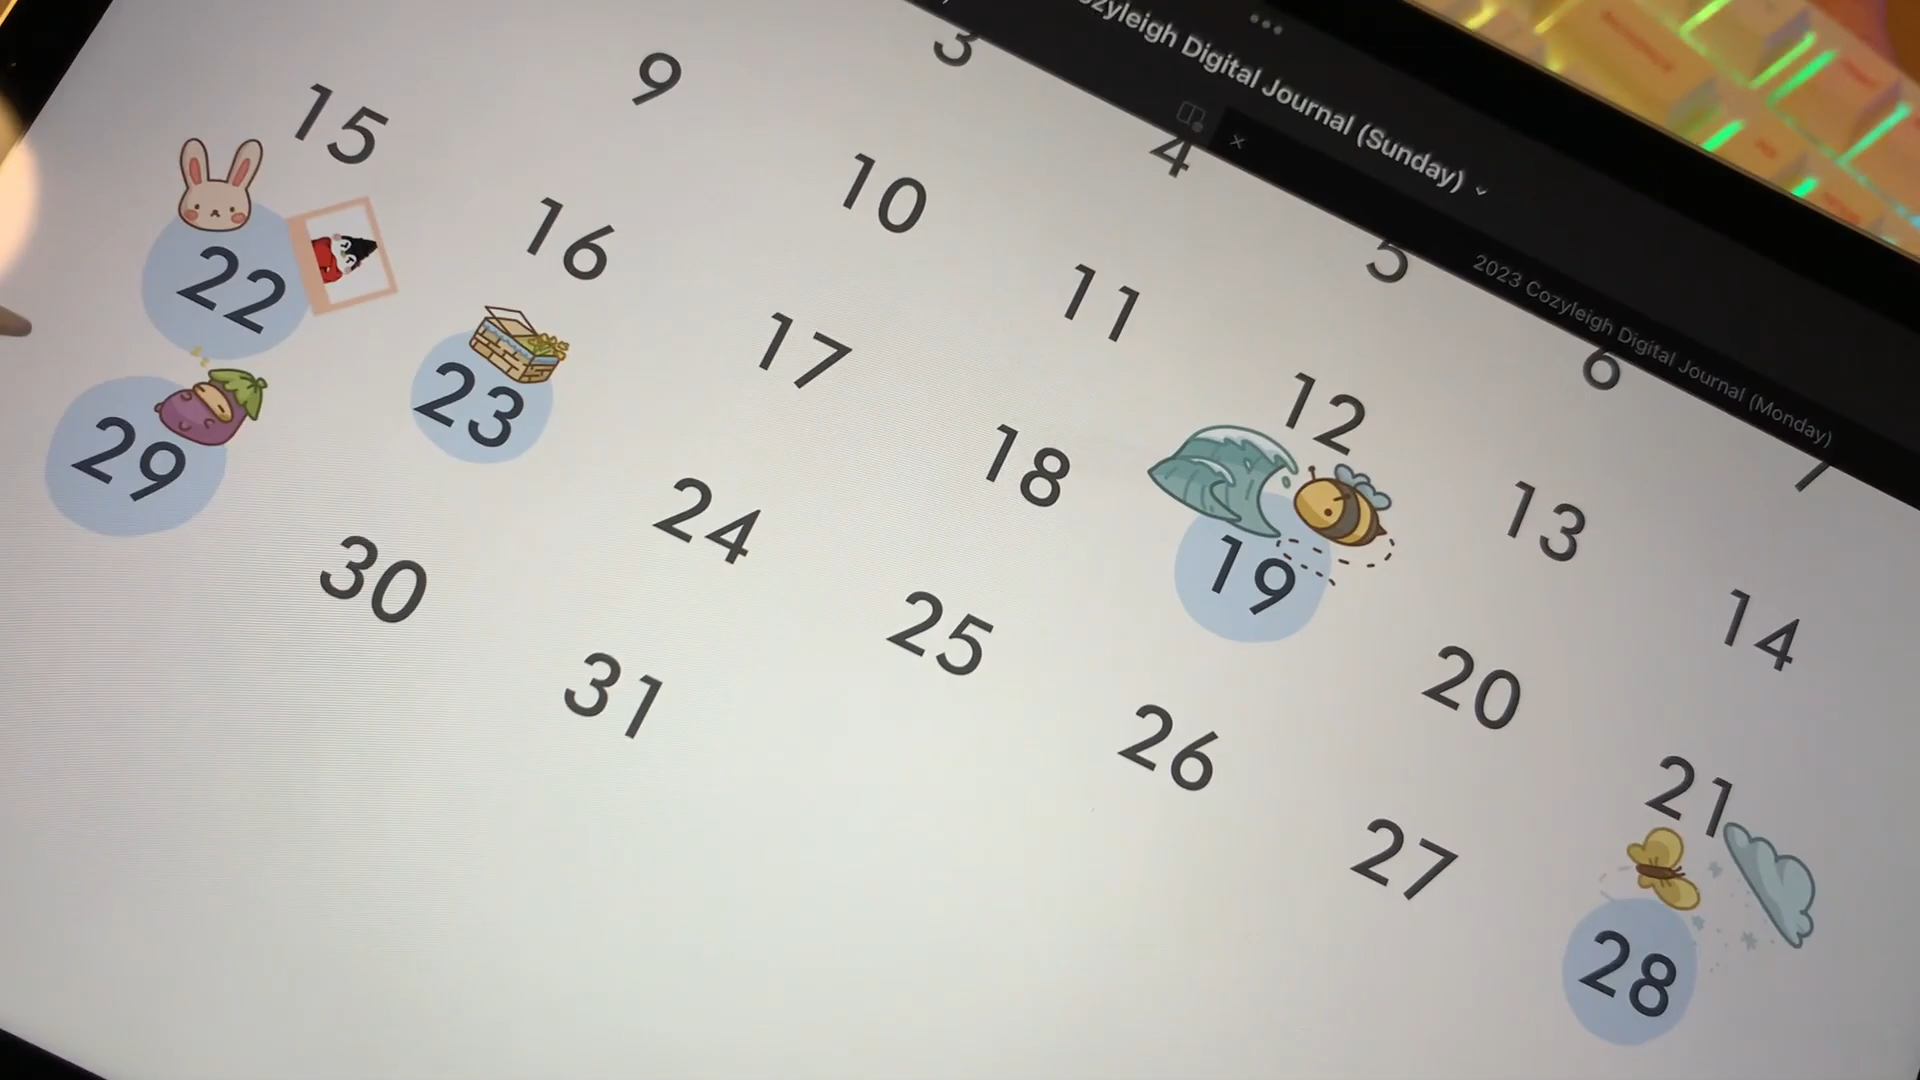 Cozyleigh Digital Journal (Sunday)
2023 Cozyleigh Digital Journal (Monday)
3 4 5 6 7
9 10 11 12 13 14
15 16 17 18 19 20 21
22 23 24 25 26 27 28
29 30 31